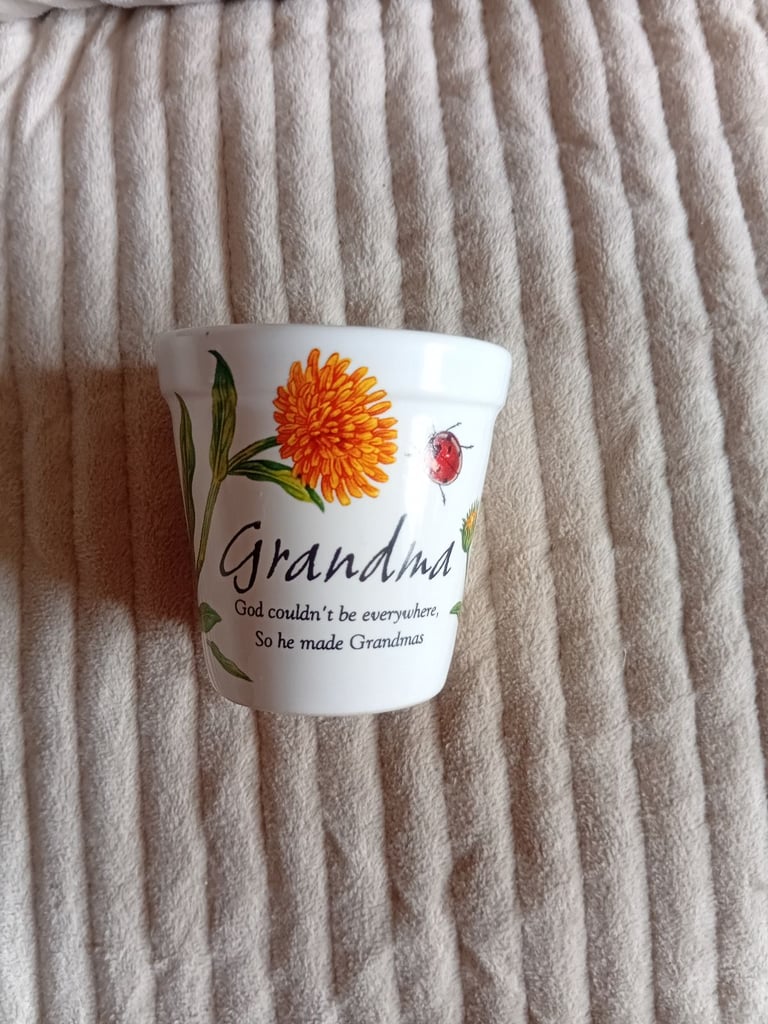 Grandma
God couldn't be everywhere,
So he made Grandmas